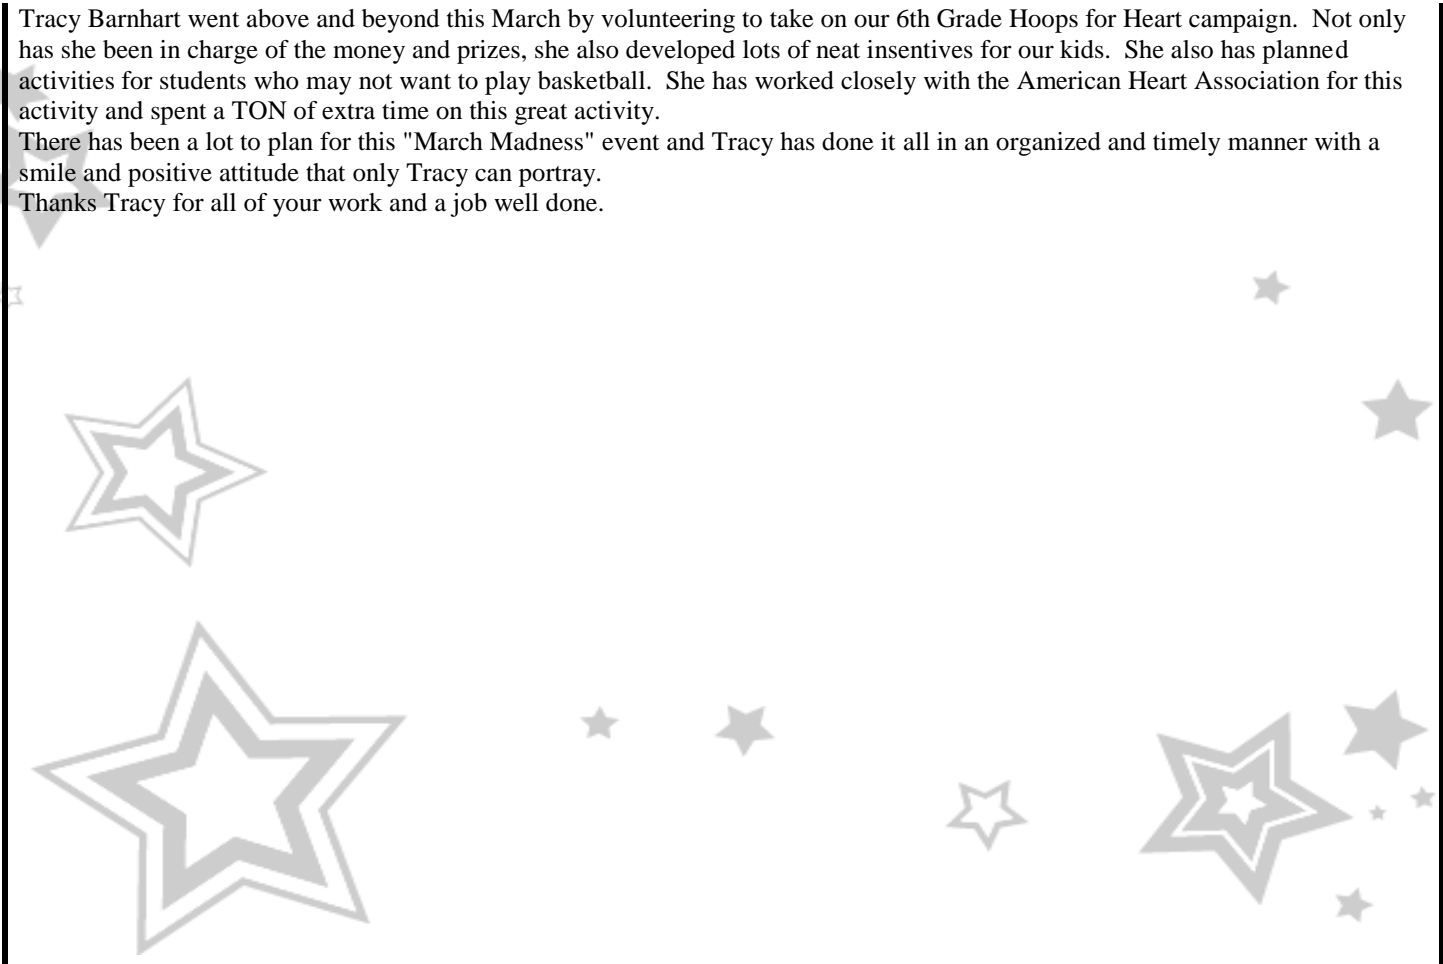 Tracy Barnhart went above and beyond this March by volunteering to take on our 6th Grade Hoops for Heart campaign.  Not only
has she been in charge of the money and prizes, she also developed lots of neat insentives for our kids.  She also has planned
activities for students who may not want to play basketball.  She has worked closely with the American Heart Association for this
activity and spent a TON of extra time on this great activity.
There has been a lot to plan for this "March Madness" event and Tracy has done it all in an organized and timely manner with a
smile and positive attitude that only Tracy can portray.
Thanks Tracy for all of your work and a job well done.